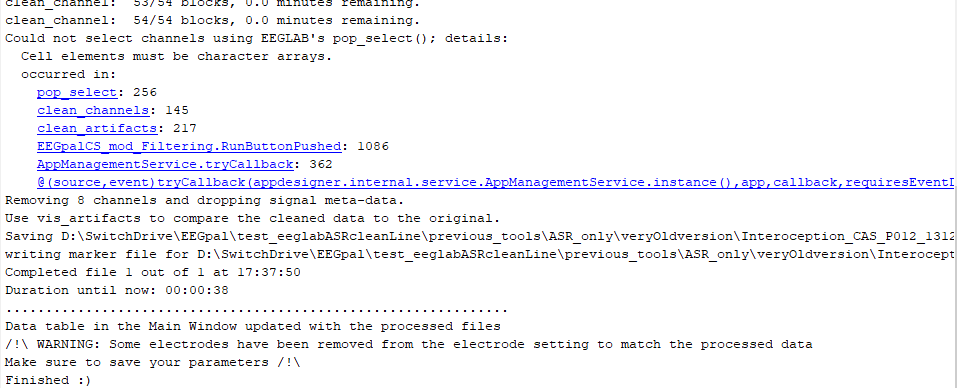 clean_channel: 53/54 blocks, 0.0 minutes remaining.
clean_channel: 54/54 blocks, 0.0 minutes remaining.
Could not select channels using EEGLAB's pop_select(); details:
Cell elements must be character arrays.
occurred in:
pop_select: 256
clean_channels: 145
clean_artifacts: 217
EEGpalCS_mod_Filtering.RunButtonPushed: 1086
AppManagementService.tryCallback: 362
@(source,event)tryCallback(appdesigner.internal.service.AppManagementService.instance(),app,callback,requiresEventD
Removing 8 channels and dropping signal meta-data.
Use vis_artifacts to compare the cleaned data to the original.
Saving D:\SwitchDrive\EEGpal\test_eeglabASRcleanLine\previous_tools\ASR_only\veryOldversion\Interoception_CAS_P012_1312
writing marker file for D:\SwitchDrive\EEGpal\test_eeglabASRcleanLine\previous_tools\ASR_only\veryOldversion\Interocept
Completed file 1 out of 1 at 17:37:50
Duration until now: 00:00:38
...............................................................
Data table in the Main Window updated with the processed files
/!\ WARNING: Some electrodes have been removed from the electrode setting to match the processed data
Make sure to save your parameters /!\
Finished :)